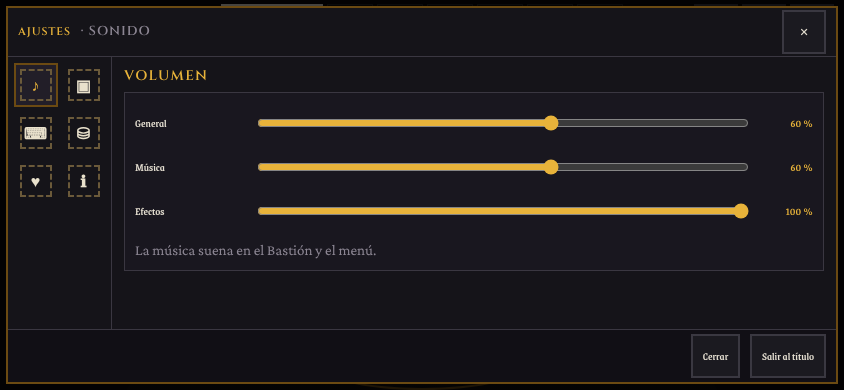 AJUSTES · SONIDO
×
VOLUMEN
General 60 %
Música 60 %
Efectos 100 %
La música suena en el Bastión y el menú.
Cerrar Salir al título